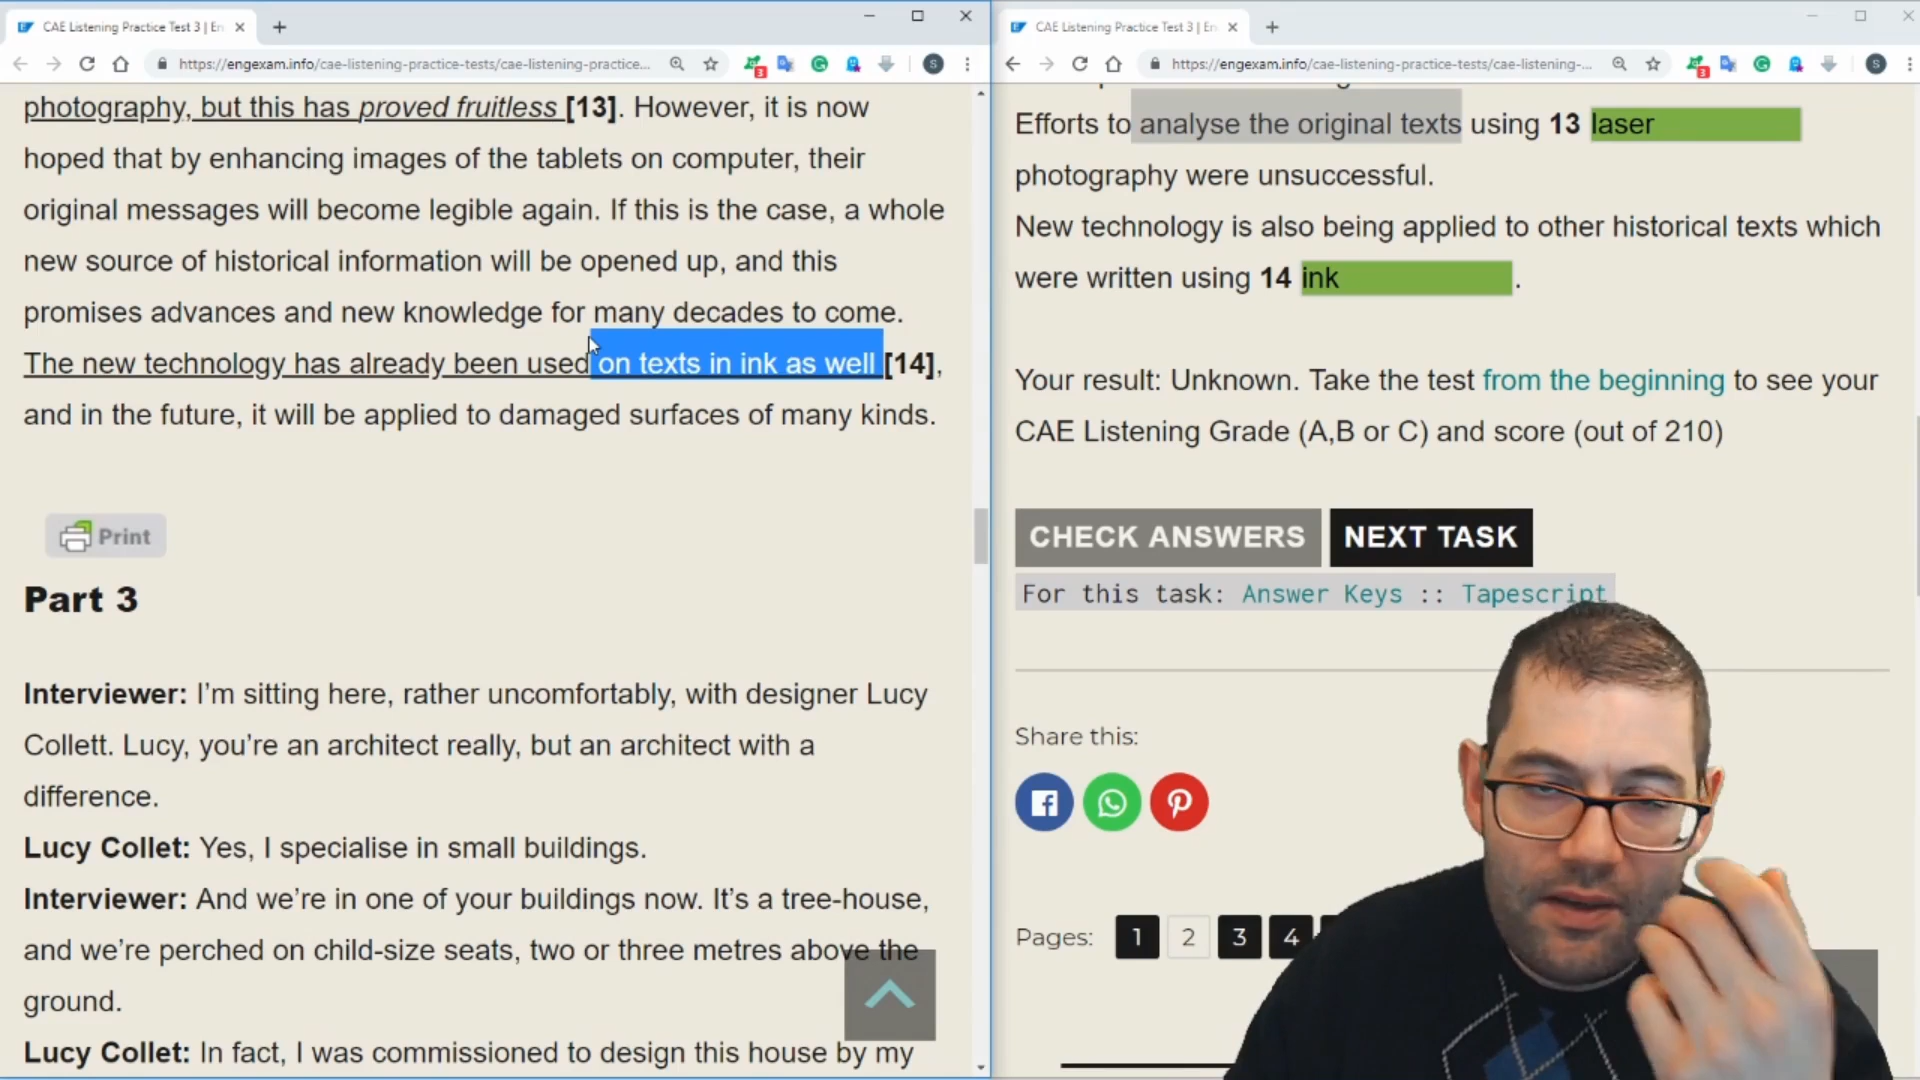 CAE Listening Practice Test 3 | En
https://engexam.info/cae-listening-practice-tests/cae-listening-practice...
3
S
photography, but this has proved fruitless [13]. However, it is now
hoped that by enhancing images of the tablets on computer, their
original messages will become legible again. If this is the case, a whole
new source of historical information will be opened up, and this
promises advances and new knowledge for many decades to come.
The new technology has already been used on texts in ink as well [14],
and in the future, it will be applied to damaged surfaces of many kinds.
Print
Part 3
Interviewer: I'm sitting here, rather uncomfortably, with designer Lucy
Collett. Lucy, you're an architect really, but an architect with a
difference.
Lucy Collet: Yes, I specialise in small buildings.
Interviewer: And we're in one of your buildings now. It's a tree-house,
and we're perched on child-size seats, two or three metres above the
ground.
Lucy Collet: In fact, I was commissioned to design this house by my
CAE Listening Practice Test 3 | En
https://engexam.info/cae-listening-practice-tests/cae-listening-...
3
S
Efforts to analyse the original texts using 13 laser
photography were unsuccessful.
New technology is also being applied to other historical texts which
were written using 14 ink .
Your result: Unknown. Take the test from the beginning to see your
CAE Listening Grade (A,B or C) and score (out of 210)
CHECK ANSWERS NEXT TASK
For this task: Answer Keys :: Tapescript
Share this:
Pages: 1 2 3 4